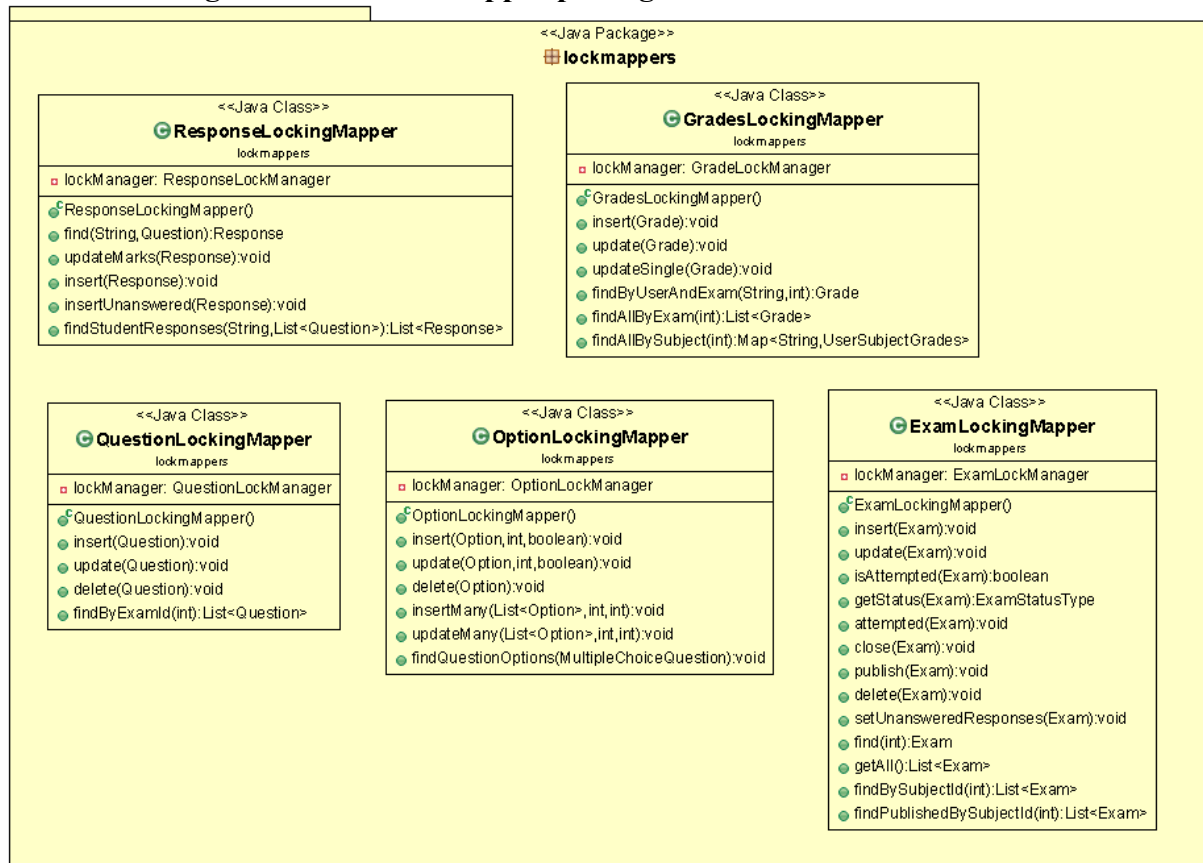 <<Java Package>>
lockmappers
<<Java Class>>
ResponseLockingMapper
lockmappers
lockManager: ResponseLockManager
ResponseLockingMapper()
find(String,Question):Response
updateMarks(Response):void
insert(Response):void
insertUnanswered(Response):void
findStudentResponses(String,List<Question>):List<Response>
<<Java Class>>
GradesLockingMapper
lockmappers
lockManager: GradeLockManager
GradesLockingMapper()
insert(Grade):void
update(Grade):void
updateSingle(Grade):void
findByUserAndExam(String,int):Grade
findAllByExam(int):List<Grade>
findAllBySubject(int):Map<String,UserSubjectGrades>
<<Java Class>>
QuestionLockingMapper
lockmappers
lockManager: QuestionLockManager
QuestionLockingMapper()
insert(Question):void
update(Question):void
delete(Question):void
findByExamId(int):List<Question>
<<Java Class>>
OptionLockingMapper
lockmappers
lockManager: OptionLockManager
OptionLockingMapper()
insert(Option,int,boolean):void
update(Option,int,boolean):void
delete(Option):void
insertMany(List<Option>,int,int):void
updateMany(List<Option>,int,int):void
findQuestionOptions(MultipleChoiceQuestion):void
<<Java Class>>
ExamLockingMapper
lockmappers
lockManager: ExamLockManager
ExamLockingMapper()
insert(Exam):void
update(Exam):void
isAttempted(Exam):boolean
getStatus(Exam):ExamStatusType
attempted(Exam):void
close(Exam):void
publish(Exam):void
delete(Exam):void
setUnansweredResponses(Exam):void
find(int):Exam
getAll():List<Exam>
findBySubjectId(int):List<Exam>
findPublishedBySubjectId(int):List<Exam>